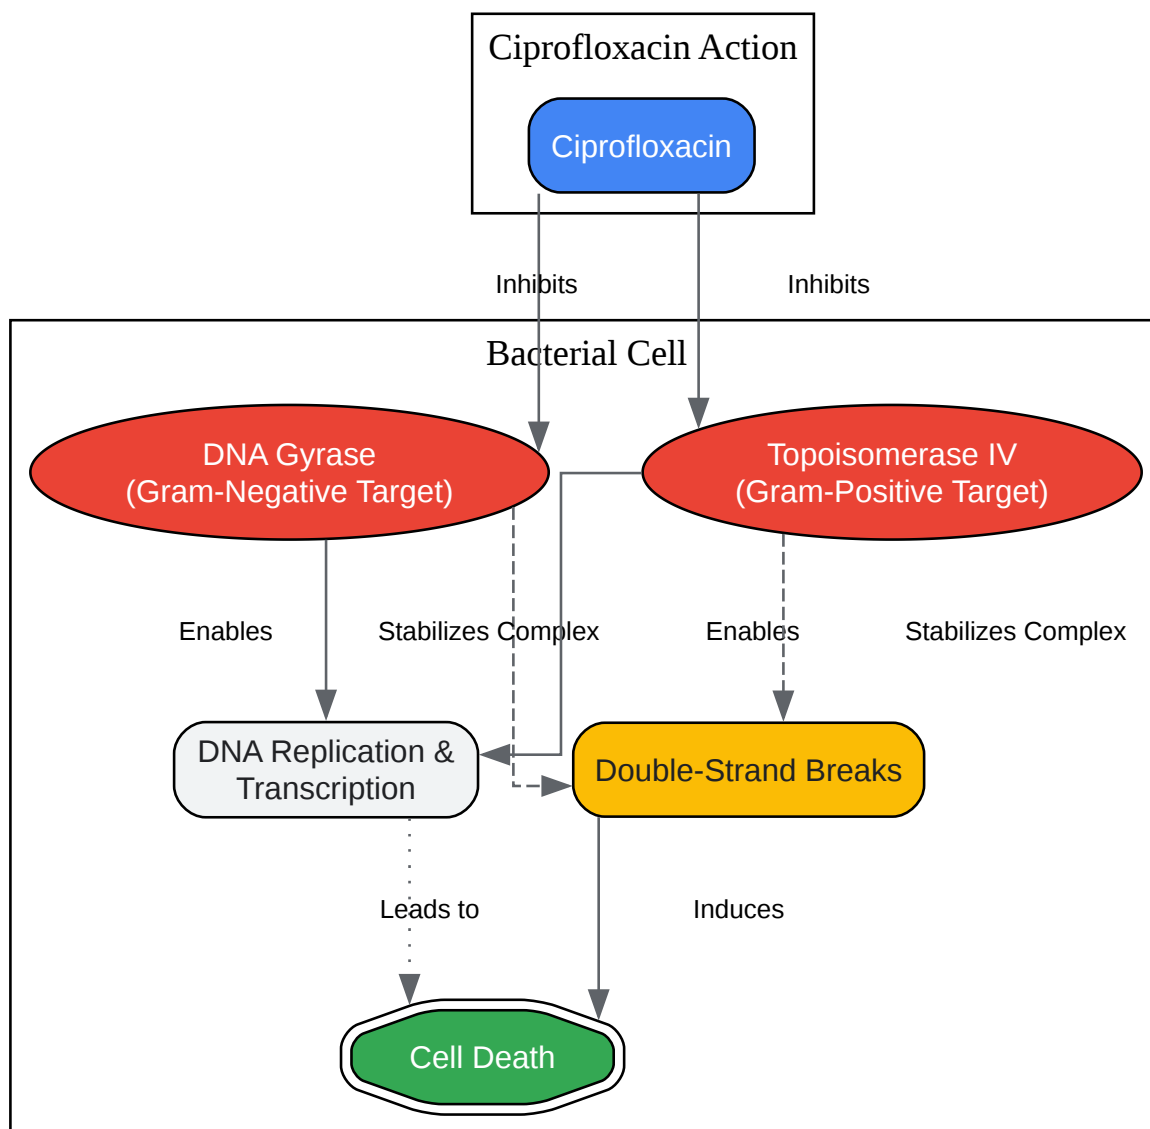 Ciprofloxacin Action
Ciprofloxacin
Inhibits
Inhibits
Bacterial Cell
DNA Gyrase
(Gram-Negative Target)
Topoisomerase IV
(Gram-Positive Target)
Enables
Stabilizes Complex
Enables
Stabilizes Complex
DNA Replication &
Transcription
Double-Strand Breaks
Leads to
Induces
Cell Death